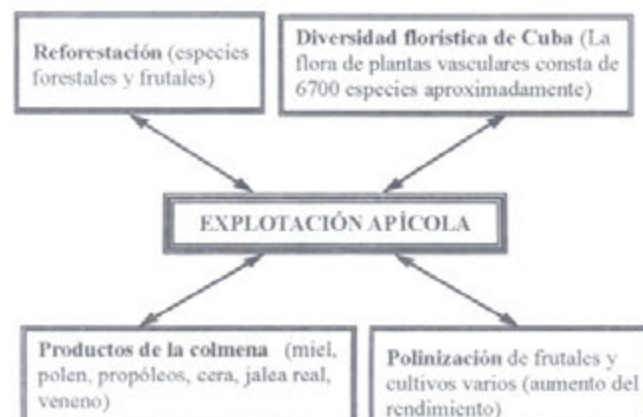 Reforestación (especies
forestales y frutales)
Diversidad florística de Cuba (La
flora de plantas vasculares consta de
6700 especies aproximadamente)
EXPLOTACIÓN APÍCOLA
Productos de la colmena (miel,
polen, propóleos, cera, jalea real,
veneno)
Polinización de frutales y
cultivos varios (aumento del
rendimiento)